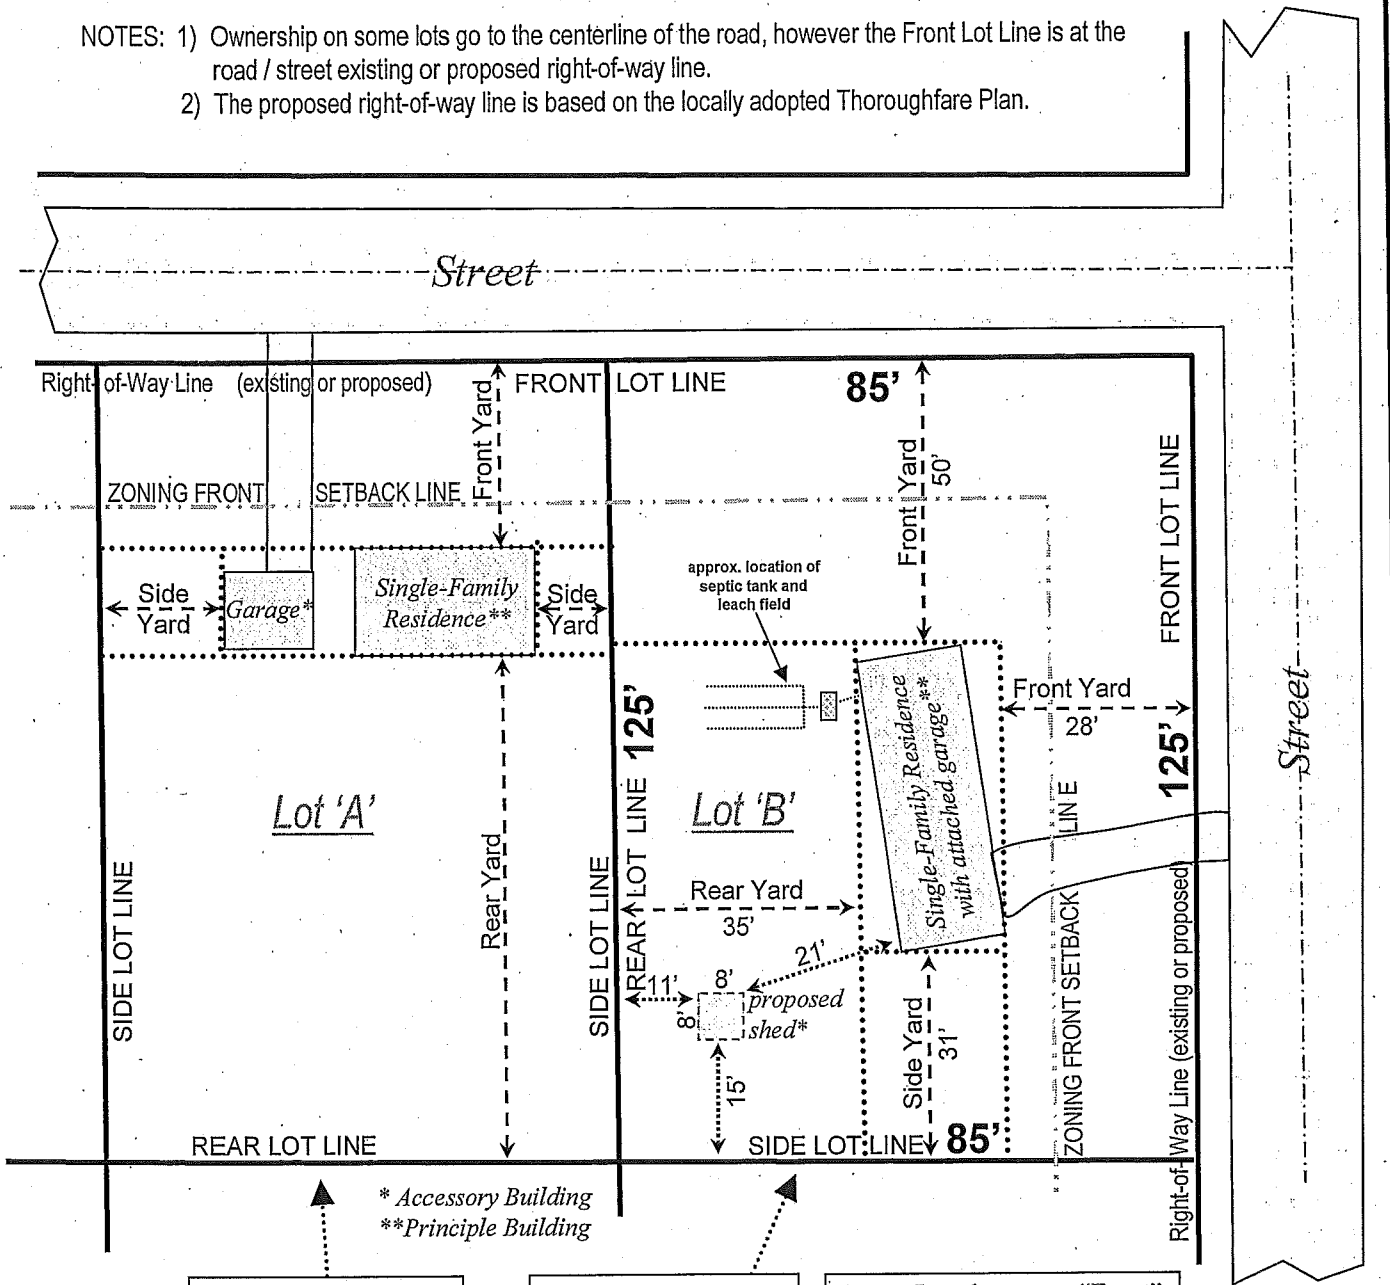 NOTES: 1) Ownership on some lots go to the centerline of the road, however the Front Lot Line is at the
road / street existing or proposed right-of-way line.
2) The proposed right-of-way line is based on the locally adopted Thoroughfare Plan.
Street
Right-of-Way Line (existing or proposed)
FRONT LOT LINE
85'
Front Yard
Front Yard
50'
FRONT LOT LINE
ZONING FRONT SETBACK LINE
approx. location of
septic tank and
leach field
Side
Yard
Garage*
Single-Family
Residence**
Side
Yard
Front Yard
28'
125'
125'
Single-Family Residence
with attached garage**
Street
Lot 'A'
Lot 'B'
Rear Yard
SIDE LOT LINE
SIDE LOT LINE
REAR LOT LINE
Rear Yard
35'
21'
11'
8'
8'
proposed
shed*
15'
Side Yard
31'
ZONING FRONT SETBACK LINE
Right-of-Way Line (existing or proposed)
REAR LOT LINE
SIDE LOT LINE
85'
* Accessory Building
**Principle Building